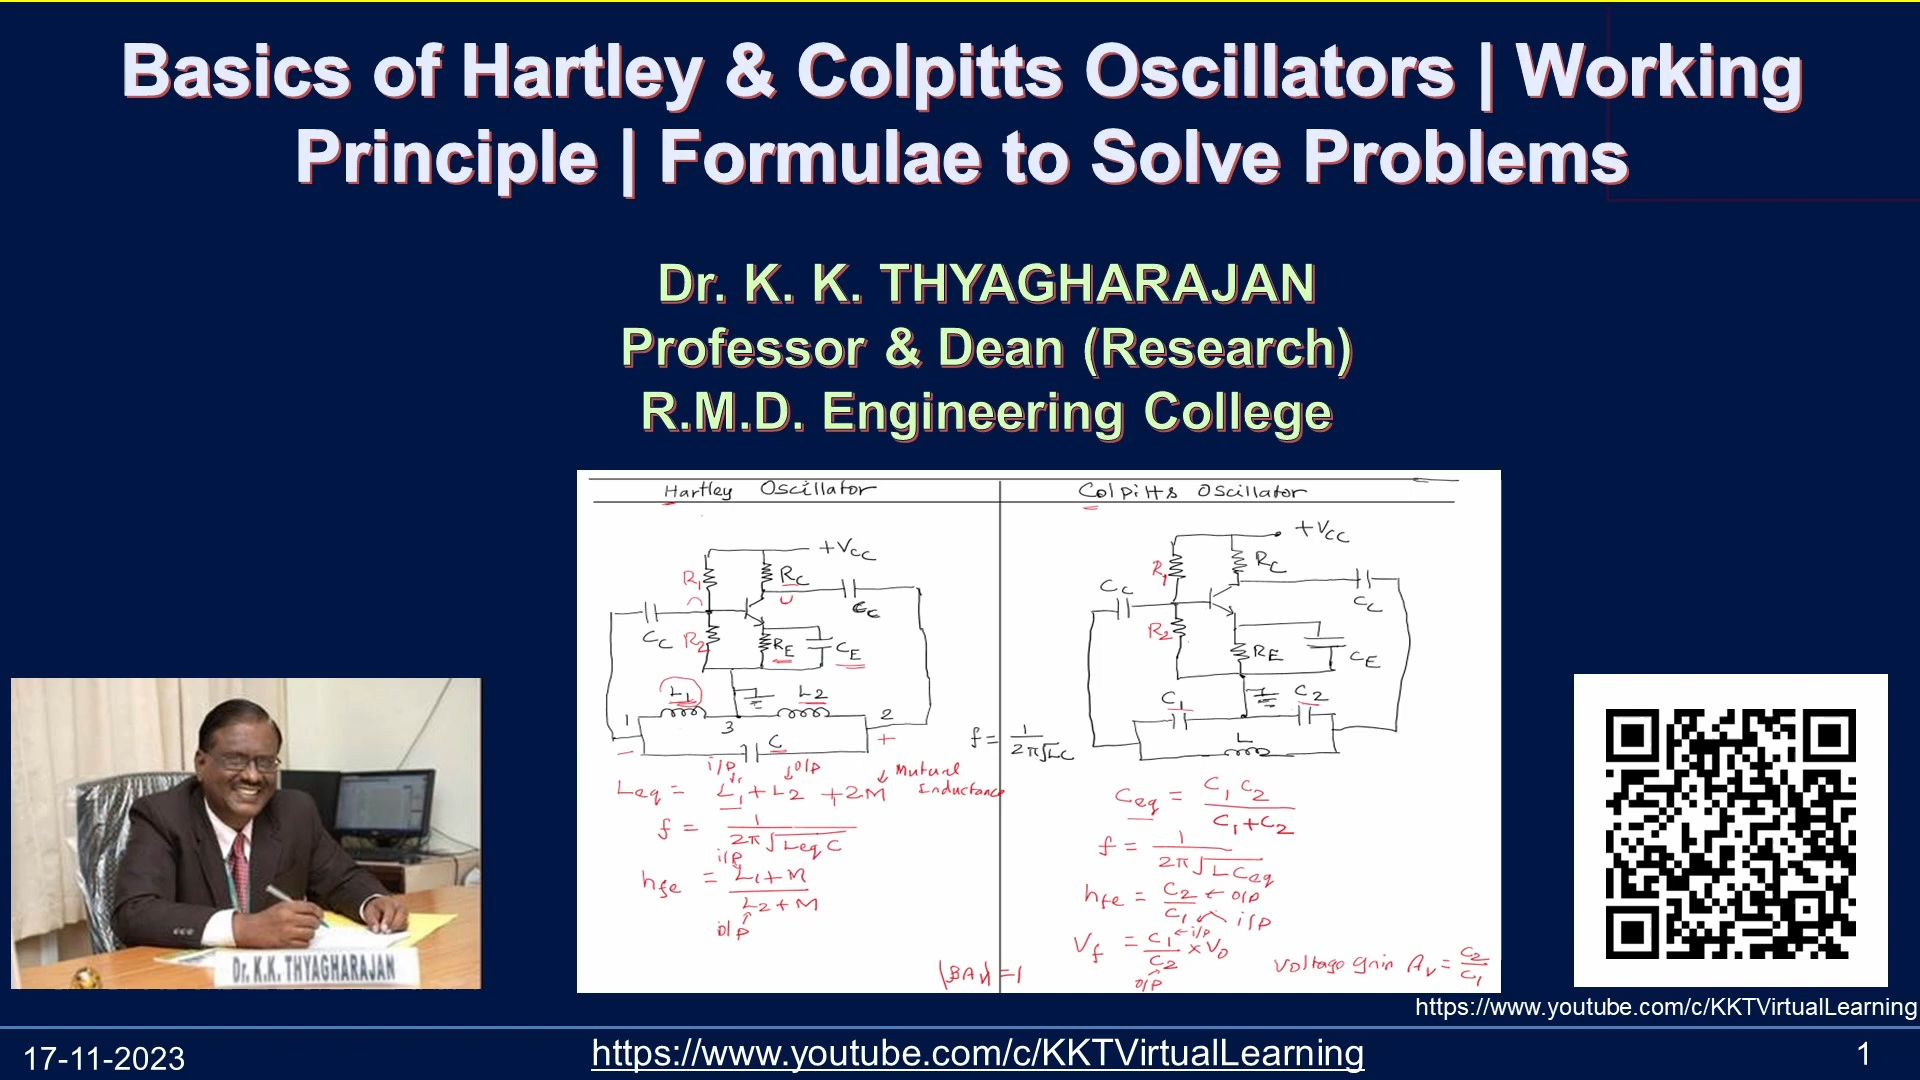 Basics of Hartley & Colpitts Oscillators | Working
Principle | Formulae to Solve Problems
Dr. K. K. THYAGHARAJAN
Professor & Dean (Research)
R.M.D. Engineering College
Hartley Oscillator
+Vcc
R1
Rc
Cc
Cc
R2
RE
CE
L1
L2
1
3
2
−
+
C
i/p
o/p
Mutual
Inductance
Leq = L1 + L2 + 2M
f = 1 / 2π√Leq C
i/p
hfe = L1 + M / L2 + M
o/p
|βAv| = 1
f = 1 / 2π√LC
Colpitts Oscillator
+Vcc
R1
Rc
Cc
Cc
R2
RE
CE
C1
C2
L
Ceq = C1 C2 / C1 + C2
f = 1 / 2π√L Ceq
hfe = C2 / C1 ← o/p
i/p
Vf = C1 / C2 × Vo
← i/p
o/p
Voltage gain Av = C2 / C1
Dr. K.K. THYAGHARAJAN
https://www.youtube.com/c/KKTVirtualLearning
17-11-2023
https://www.youtube.com/c/KKTVirtualLearning
1